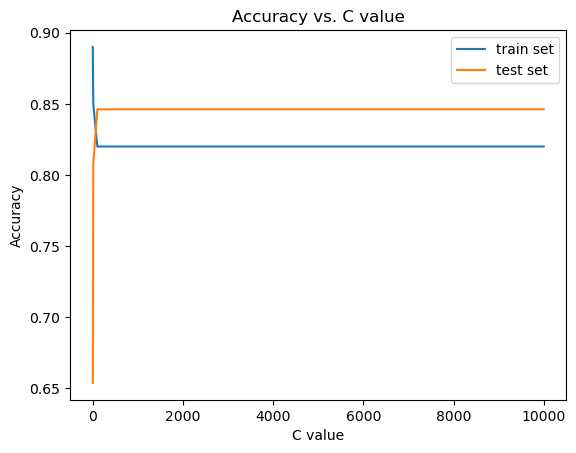 Accuracy vs. C value
train set
test set
0.90
0.85
0.80
0.75
0.70
0.65
Accuracy
0 2000 4000 6000 8000 10000
C value